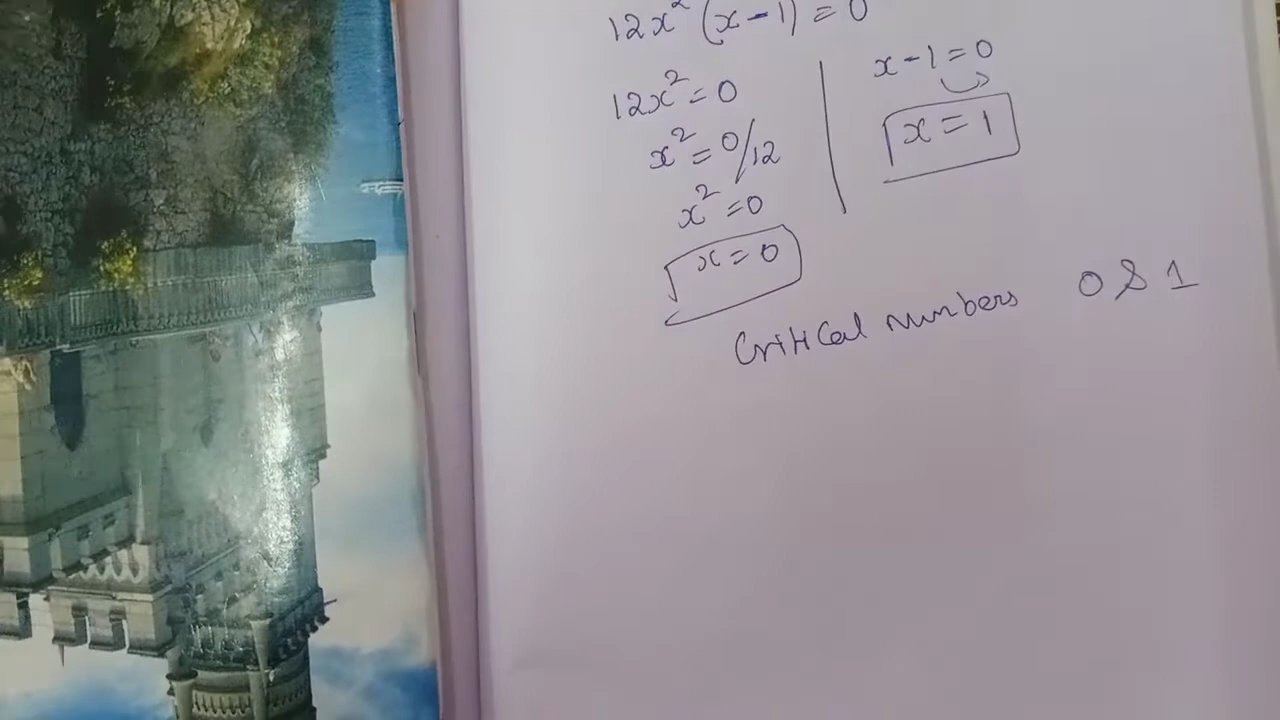 12x²(x-1) = 0
12x² = 0
x² = 0/12
x² = 0
x = 0
x - 1 = 0
x = 1
Critical numbers 0 & 1